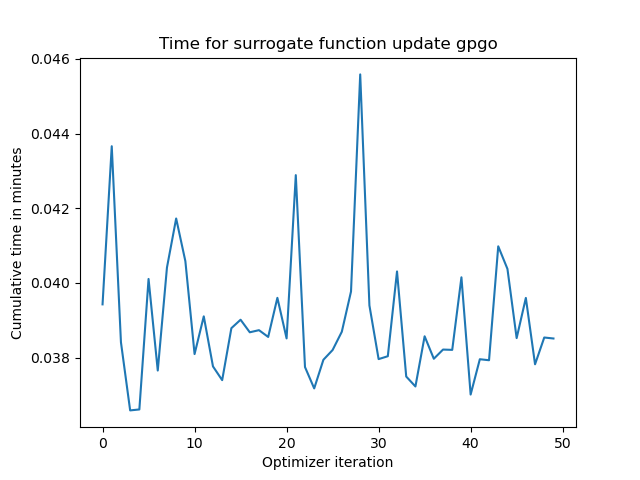 Time for surrogate function update gpgo
Cumulative time in minutes
0.046
0.044
0.042
0.040
0.038
0 10 20 30 40 50
Optimizer iteration